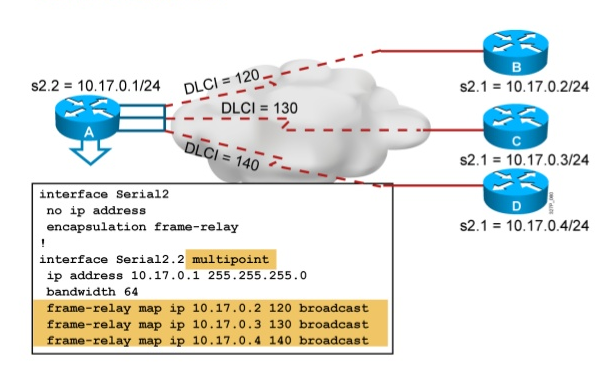 B
s2.1 = 10.17.0.2/24
s2.2 = 10.17.0.1/24
A
DLCI = 120
DLCI = 130
DLCI = 140
C
s2.1 = 10.17.0.3/24
D
s2.1 = 10.17.0.4/24
interface Serial2
no ip address
encapsulation frame-relay
!
interface Serial2.2 multipoint
ip address 10.17.0.1 255.255.255.0
bandwidth 64
frame-relay map ip 10.17.0.2 120 broadcast
frame-relay map ip 10.17.0.3 130 broadcast
frame-relay map ip 10.17.0.4 140 broadcast